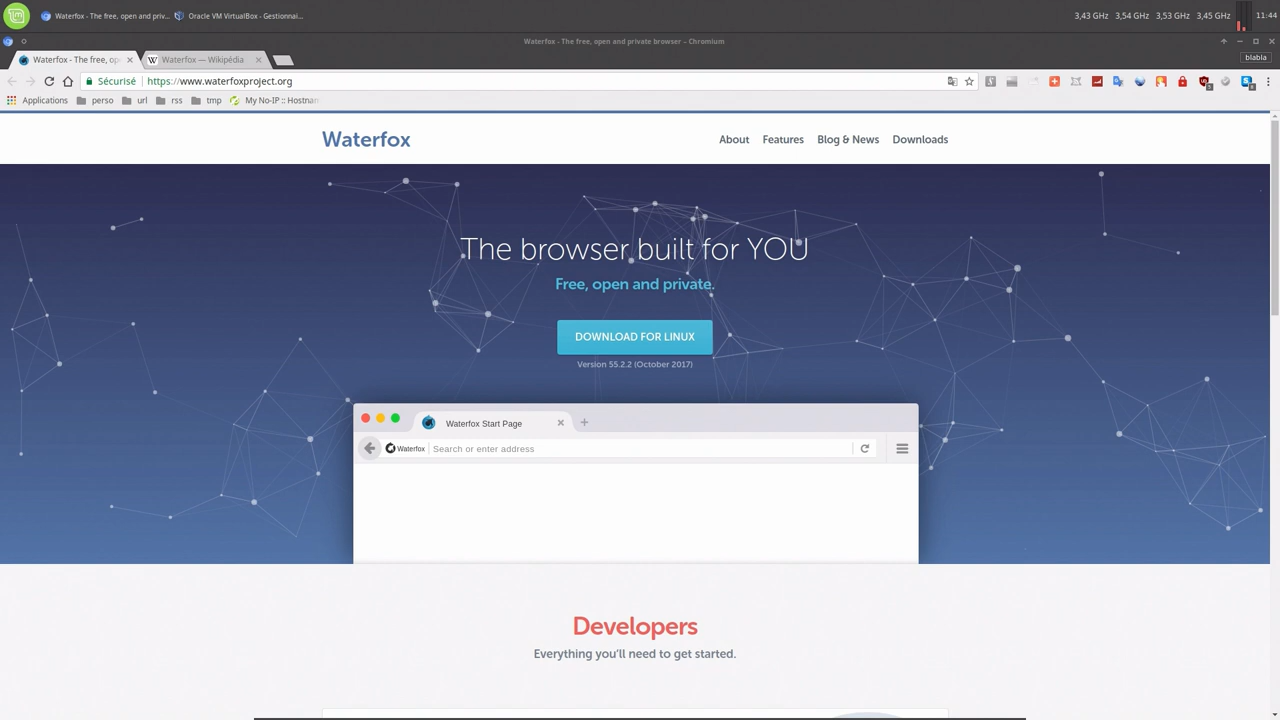 Waterfox - The free, open and priv...
Oracle VM VirtualBox - Gestionnai...
3,43 GHz 3,54 GHz 3,53 GHz 3,45 GHz
11:44
Waterfox - The free, open and private browser – Chromium
Waterfox - The free, ope
Waterfox — Wikipédia
blabla
Sécurisé https://www.waterfoxproject.org
Applications perso url rss tmp My No-IP :: Hostnam
Waterfox
About Features Blog & News Downloads
The browser built for YOU
Free, open and private.
DOWNLOAD FOR LINUX
Version 55.2.2 (October 2017)
Waterfox Start Page
Waterfox Search or enter address
Developers
Everything you'll need to get started.